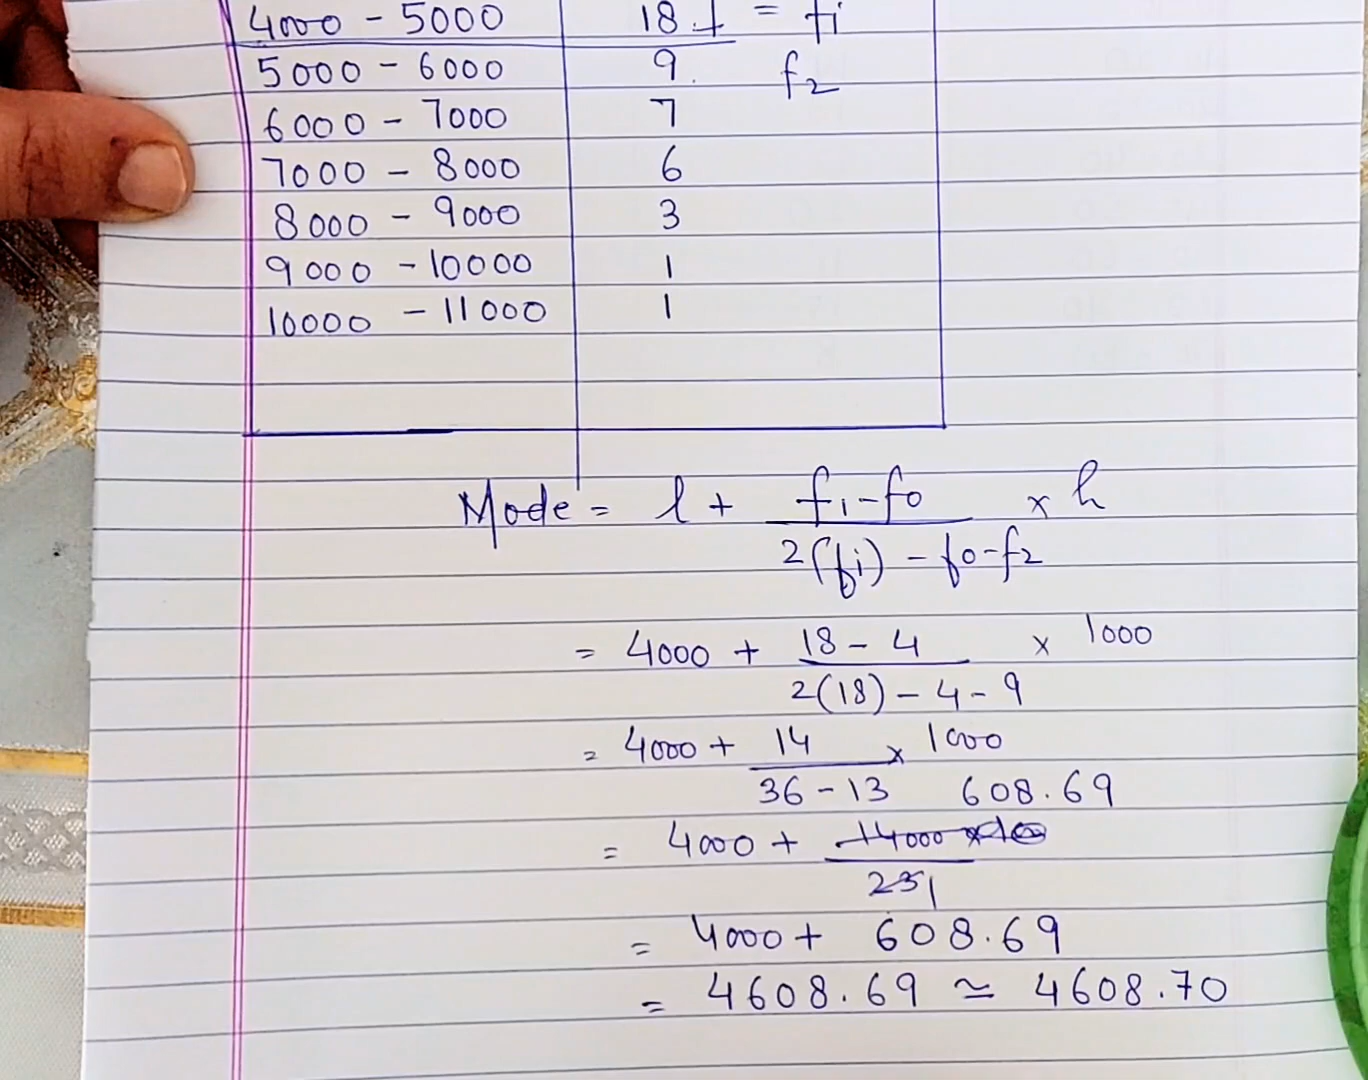 4000 - 5000 18 f = fi
5000 - 6000 9. f2
6000 - 7000 7
7000 - 8000 6
8000 - 9000 3
9000 - 10000 1
10000 - 11000 1
Mode = l + f1-f0 x h
2(fi) - f0-f2
= 4000 + 18 - 4 x 1000
2(18) - 4 - 9
= 4000 + 14 x 1000
36 - 13 608.69
= 4000 + 14000
23
= 4000 + 608.69
= 4608.69 ≃ 4608.70